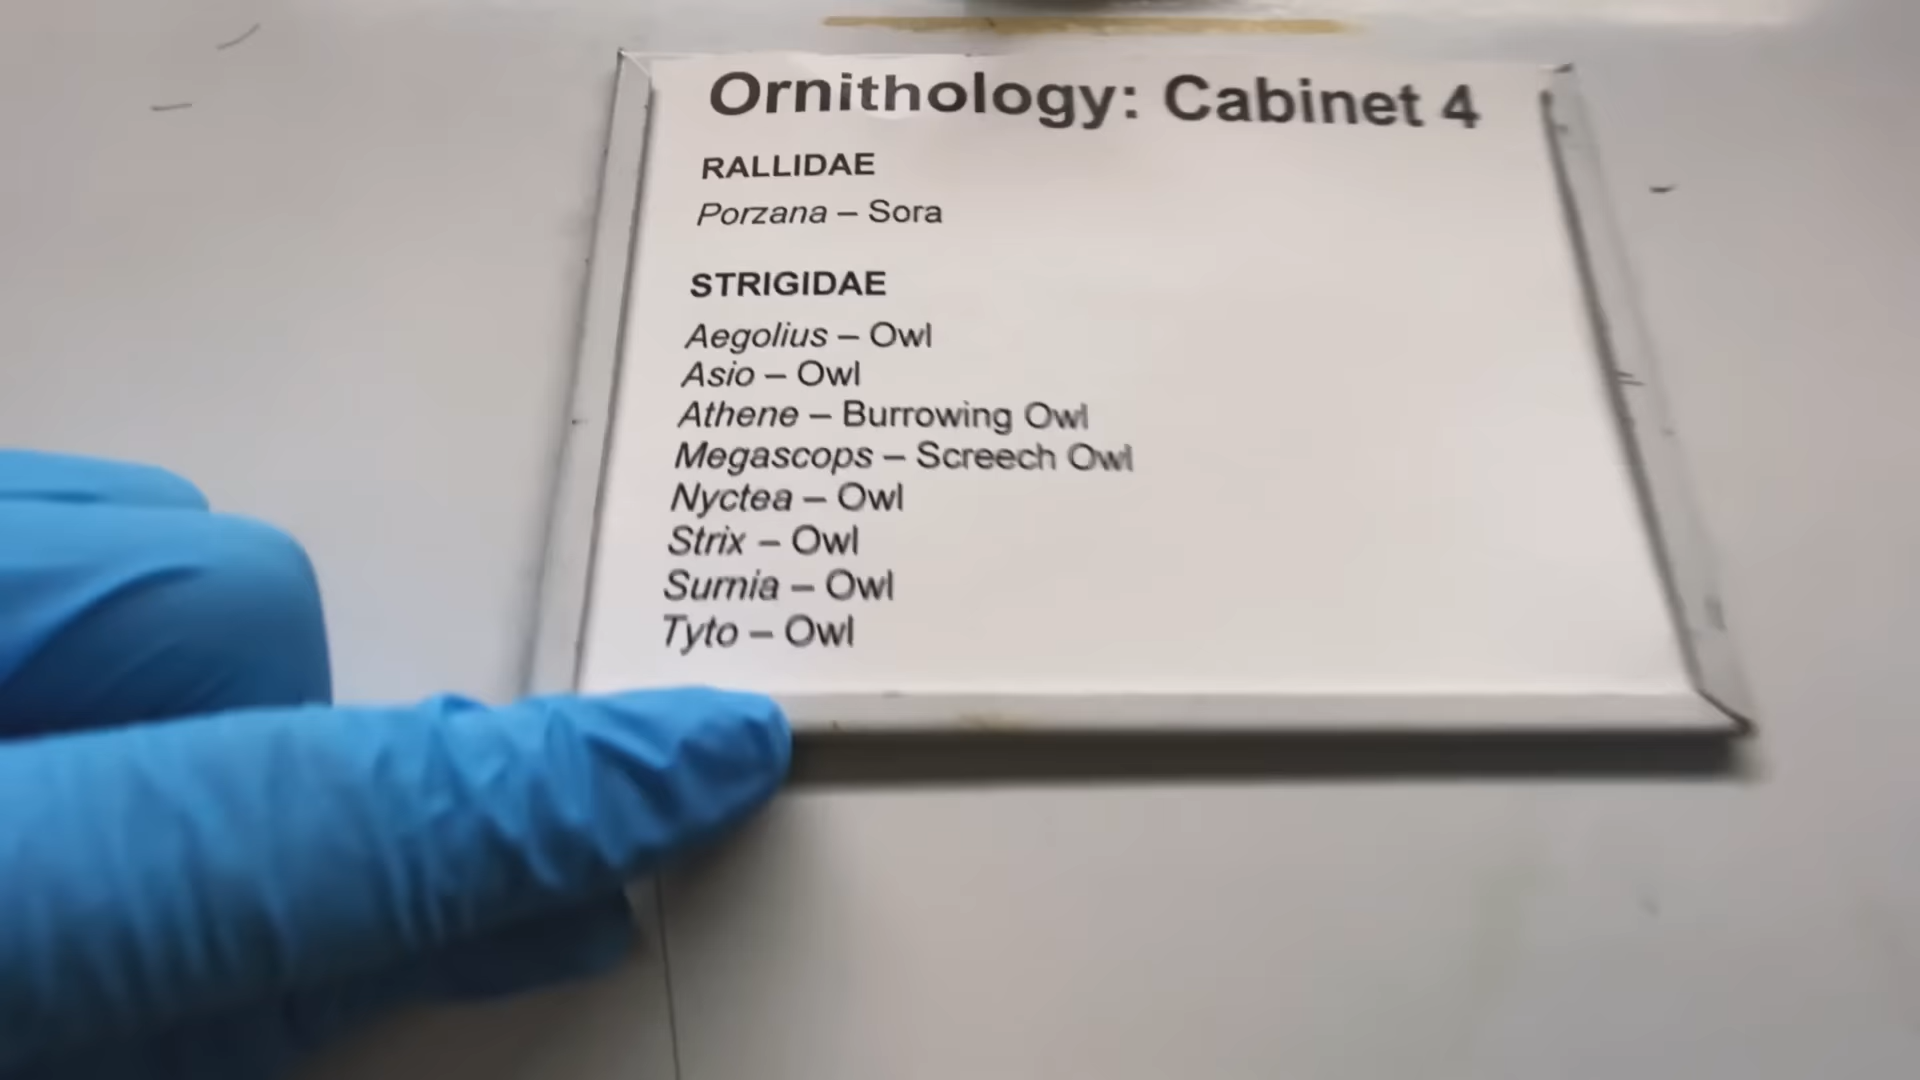 Ornithology: Cabinet 4
RALLIDAE
Porzana – Sora
STRIGIDAE
Aegolius – Owl
Asio – Owl
Athene – Burrowing Owl
Megascops – Screech Owl
Nyctea – Owl
Strix – Owl
Surnia – Owl
Tyto – Owl